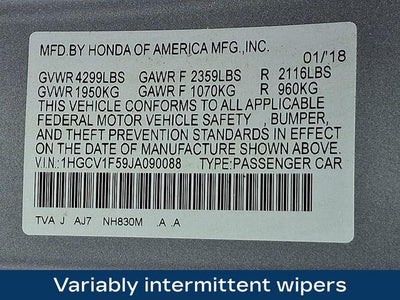 MFD.BY HONDA OF AMERICA MFG.,INC.
01/'18
GVWR 4299LBS GAWR F 2359LBS R 2116LBS
GVWR 1950KG GAWR F 1070KG R 960KG
THIS VEHICLE CONFORMS TO ALL APPLICABLE
FEDERAL MOTOR VEHICLE SAFETY , BUMPER,
AND THEFT PREVENTION STANDARDS IN EFFECT
ON THE DATE OF MANUFACTURE SHOWN ABOVE.
V.I.N.:1HGCV1F59JA090088 TYPE:PASSENGER CAR
TVA J AJ7 NH830M .A .A
Variably intermittent wipers